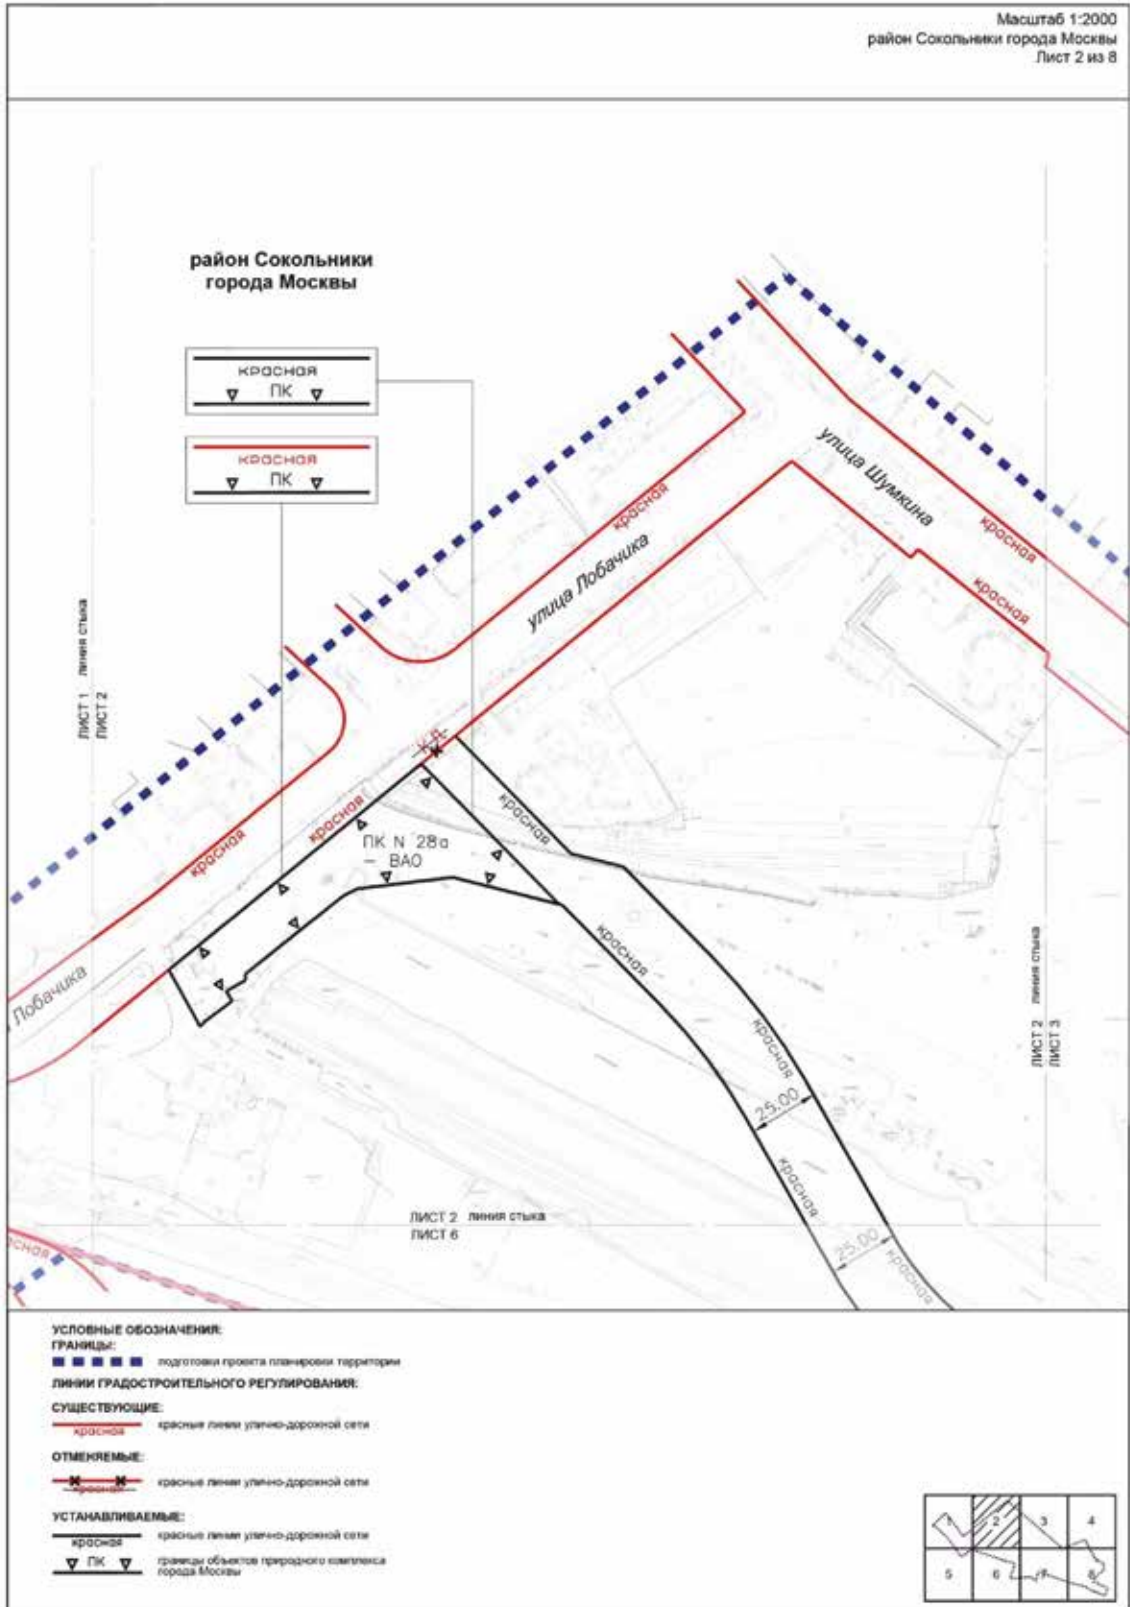 Масштаб 1:2000
район Сокольники города Москвы
Лист 2 из 8
район Сокольники
города Москвы
красная
ПК
красная
ПК
улица Шумкина
красная
красная
красная
улица Лобачика
ЛИСТ 1 линия стыка
ЛИСТ 2
красная
красная
красная
ПК N 28а
- ВАО
красная
Лобачика
красная
25.00
красная
ЛИСТ 2 линия стыка
ЛИСТ 3
ЛИСТ 2 линия стыка
ЛИСТ 6
25.00
красная
УСЛОВНЫЕ ОБОЗНАЧЕНИЯ:
ГРАНИЦЫ:
подготовки проекта планировки территории
ЛИНИИ ГРАДОСТРОИТЕЛЬНОГО РЕГУЛИРОВАНИЯ:
СУЩЕСТВУЮЩИЕ:
красная
красные линии улично-дорожной сети
ОТМЕНЯЕМЫЕ:
красная
красные линии улично-дорожной сети
УСТАНАВЛИВАЕМЫЕ:
красная
красные линии улично-дорожной сети
ПК
границы объектов природного комплекса
города Москвы
1 2 3 4
5 6 7 8